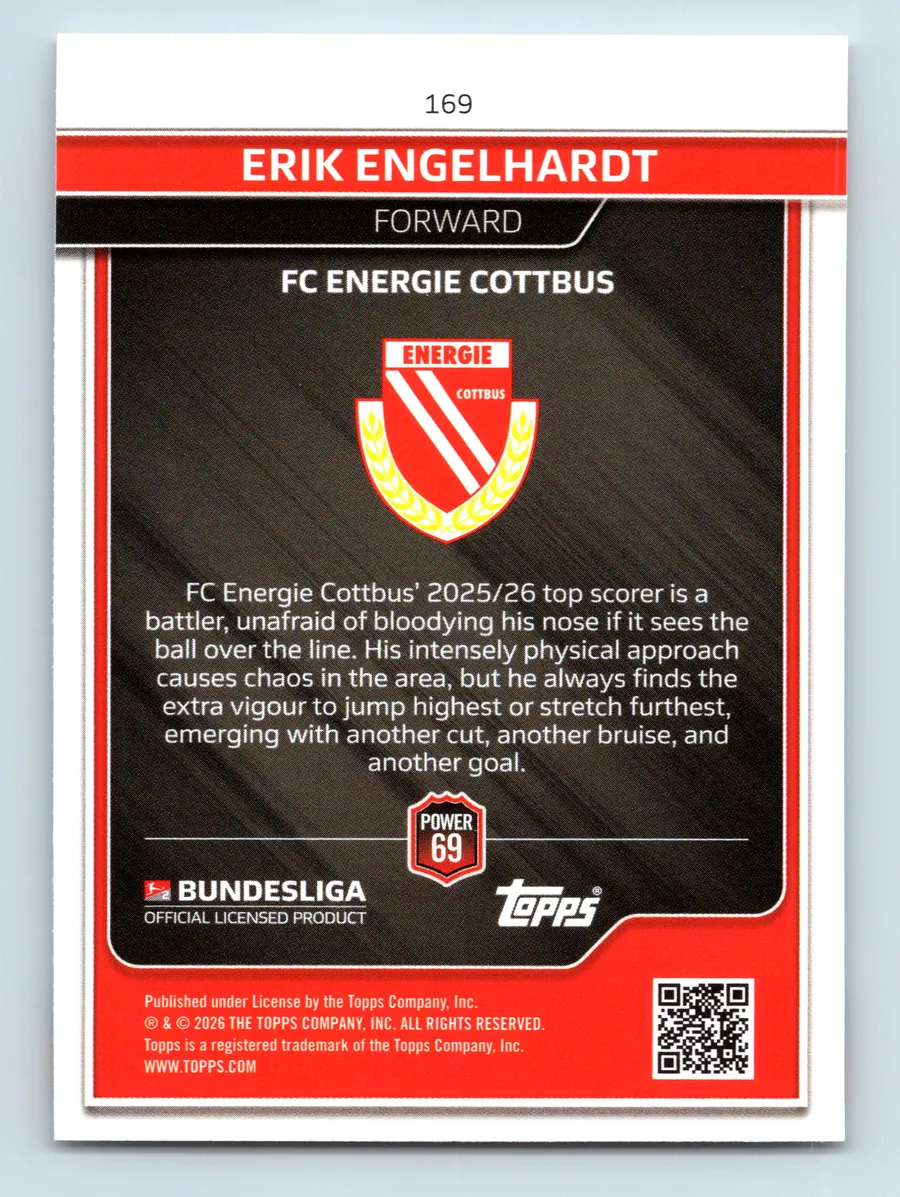 169
ERIK ENGELHARDT
FORWARD
FC ENERGIE COTTBUS
ENERGIE
COTTBUS
FC Energie Cottbus' 2025/26 top scorer is a
battler, unafraid of bloodying his nose if it sees the
ball over the line. His intensely physical approach
causes chaos in the area, but he always finds the
extra vigour to jump highest or stretch furthest,
emerging with another cut, another bruise, and
another goal.
POWER
69
2 BUNDESLIGA
OFFICIAL LICENSED PRODUCT
Topps®
Published under License by the Topps Company, Inc.
® & © 2026 THE TOPPS COMPANY, INC. ALL RIGHTS RESERVED.
Topps is a registered trademark of the Topps Company, Inc.
WWW.TOPPS.COM